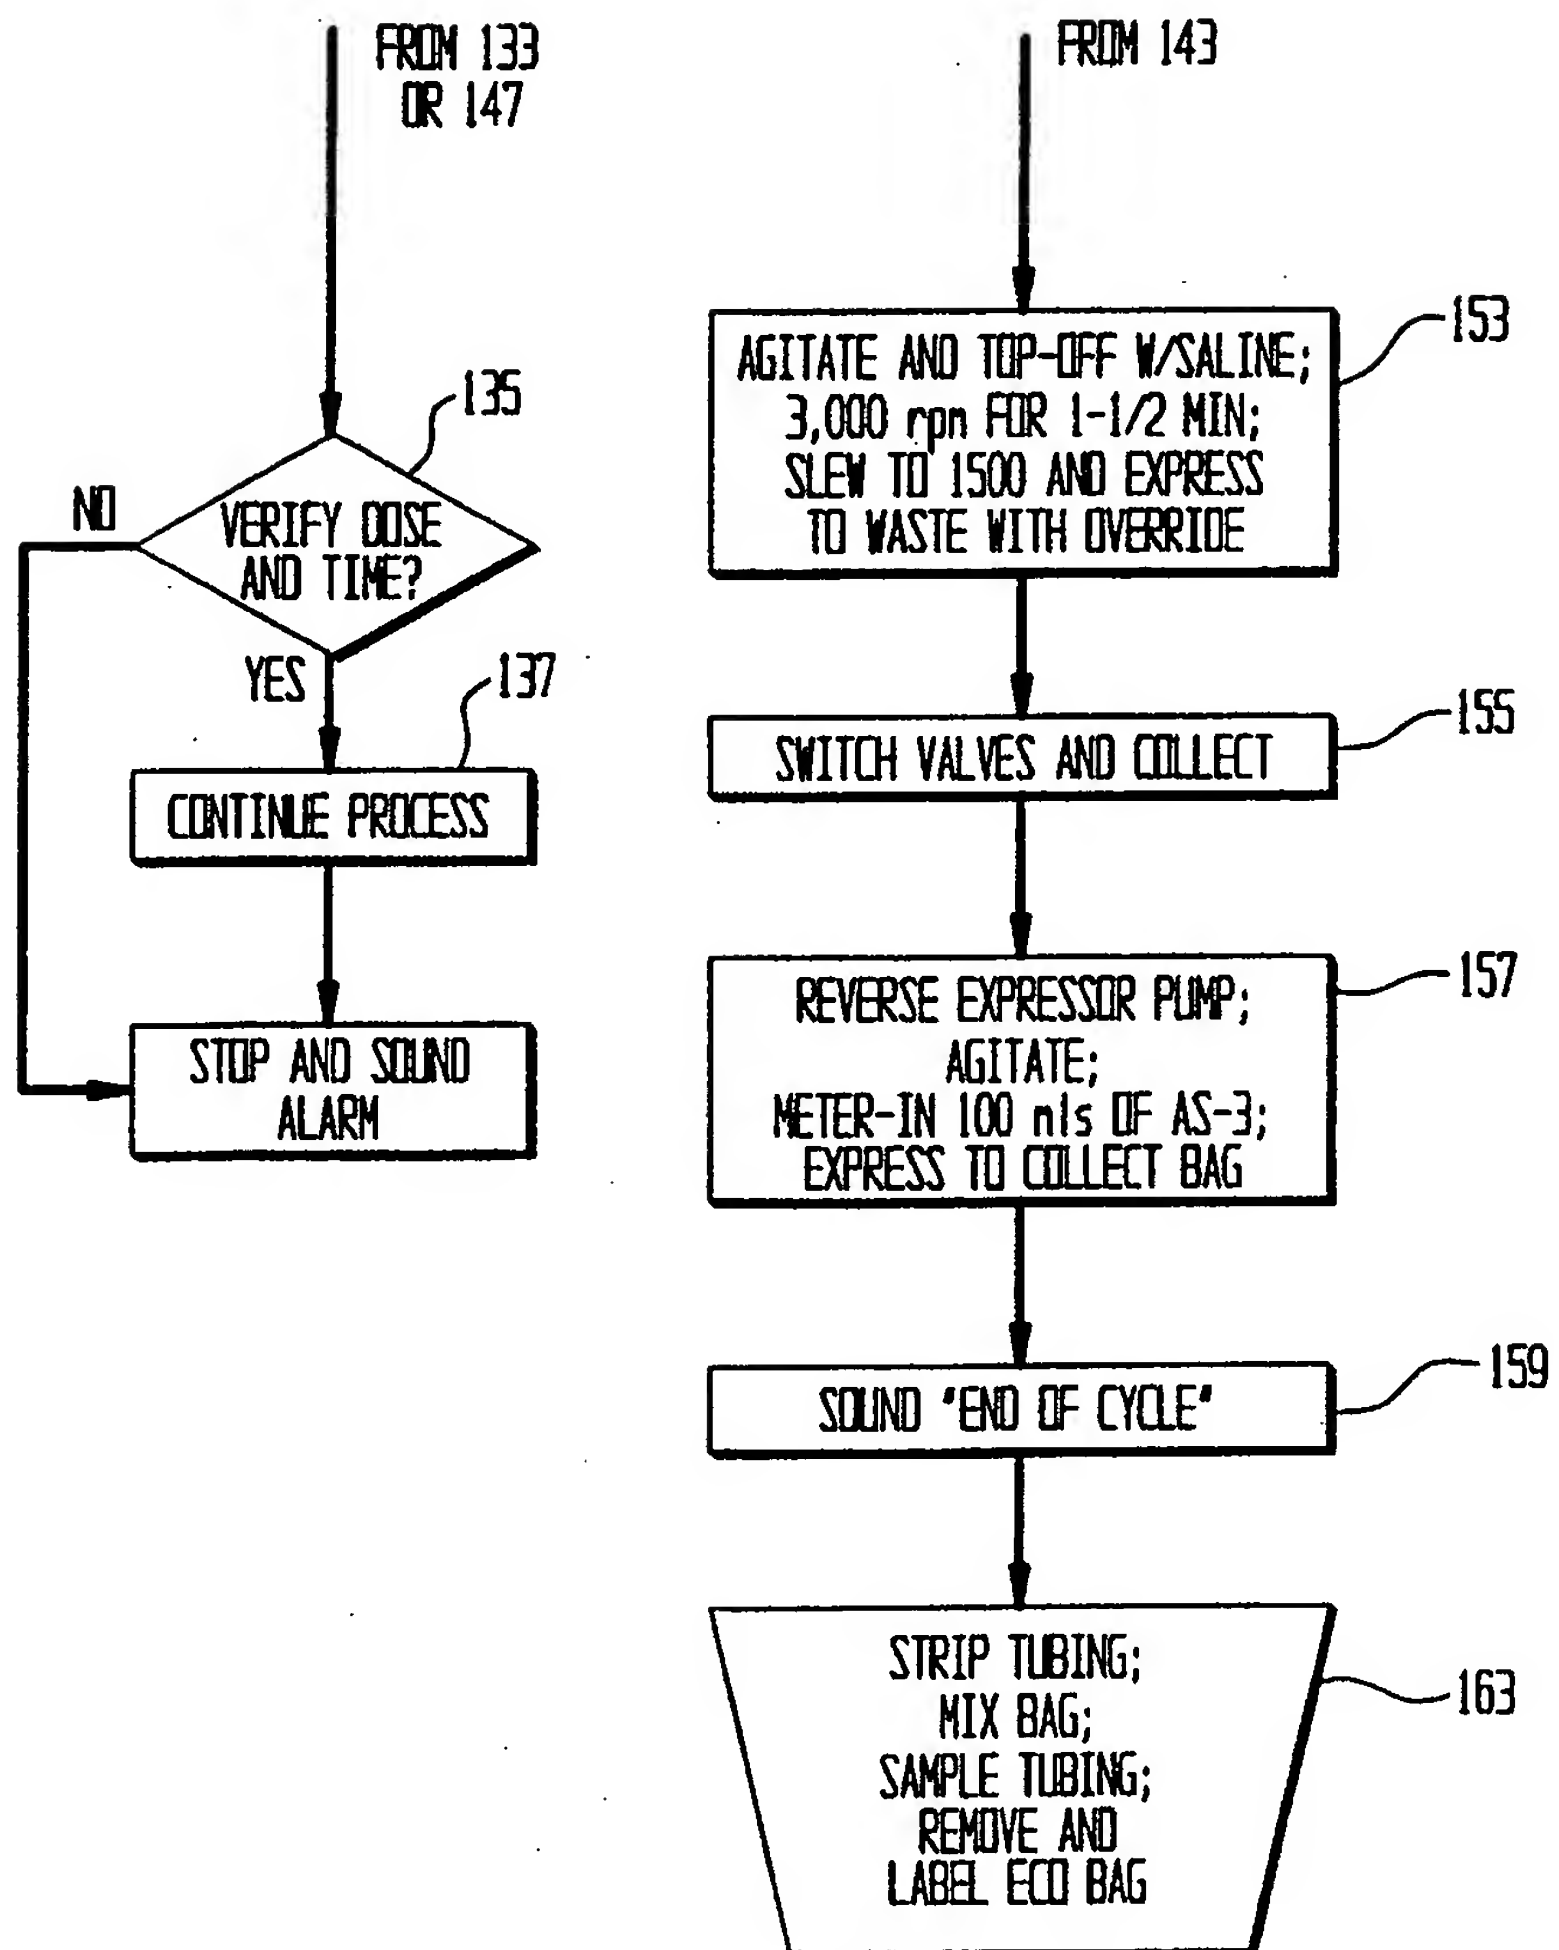 FROM 133
OR 147
135
NO
VERIFY DOSE
AND TIME?
YES
137
CONTINUE PROCESS
STOP AND SOUND
ALARM
FROM 143
153
AGITATE AND TOP-OFF W/SALINE;
3,000 rpm FOR 1-1/2 MIN;
SLEW TO 1500 AND EXPRESS
TO WASTE WITH OVERRIDE
155
SWITCH VALVES AND COLLECT
157
REVERSE EXPRESSOR PUMP;
AGITATE;
METER-IN 100 mls OF AS-3;
EXPRESS TO COLLECT BAG
159
SOUND "END OF CYCLE"
163
STRIP TUBING;
MIX BAG;
SAMPLE TUBING;
REMOVE AND
LABEL ECO BAG